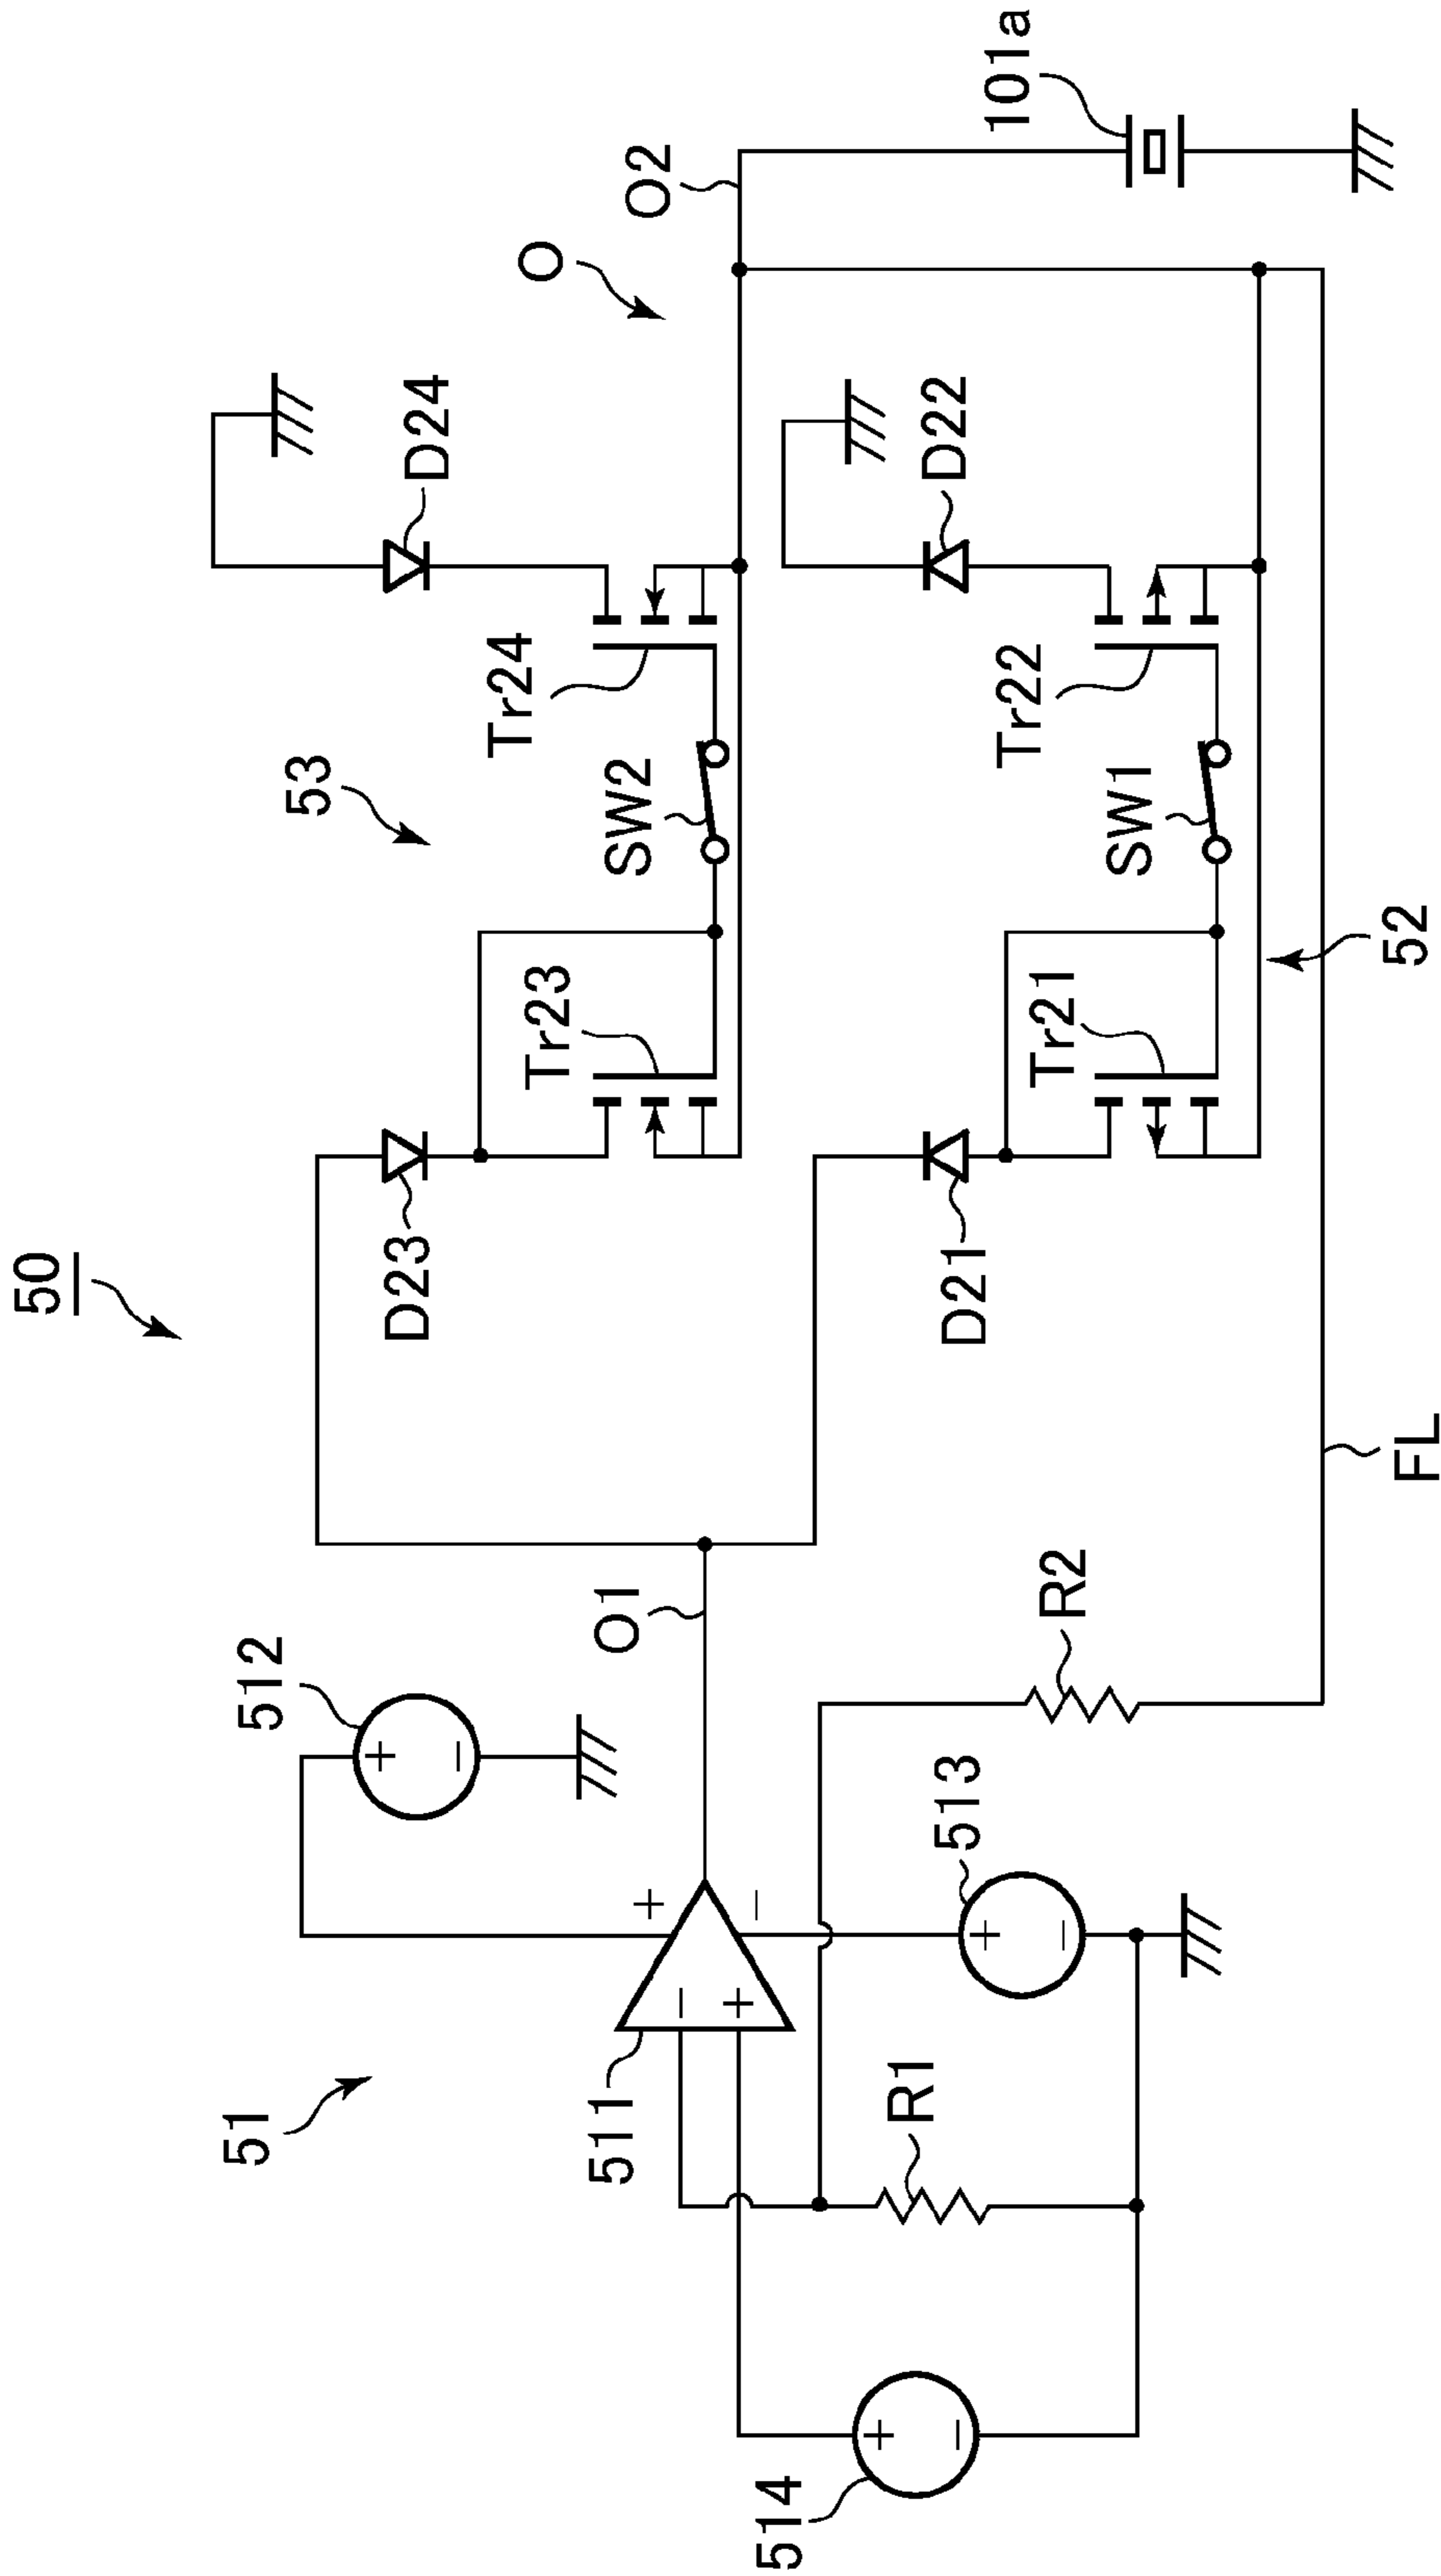 50
51
511
512
513
514
+
−
+
−
−
+
+
−
+
−
R1
R2
O1
FL
D23
D21
Tr23
Tr21
53
52
SW2
SW1
Tr24
Tr22
D24
D22
O
O2
101a